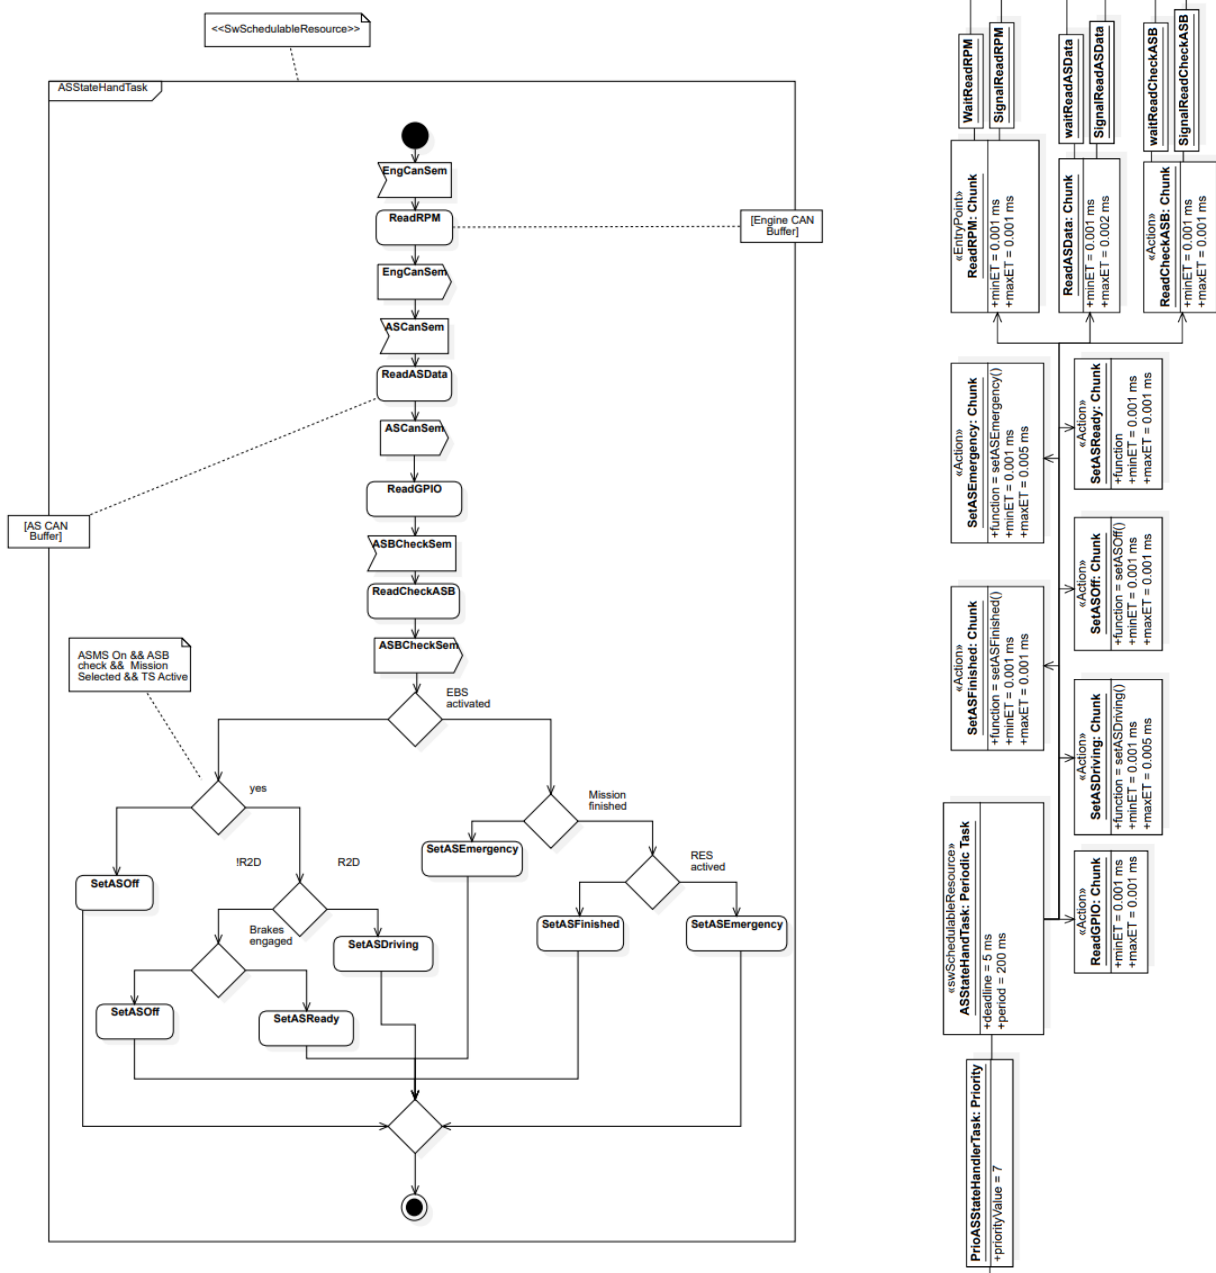 <<SwSchedulableResource>>
ASStateHandTask
EngCanSem
ReadRPM
[Engine CAN
Buffer]
EngCanSem
ASCanSem
ReadASData
ASCanSem
ReadGPIO
[AS CAN
Buffer]
ASBCheckSem
ReadCheckASB
ASBCheckSem
ASMS On && ASB
check && Mission
Selected && TS Active
EBS
activated
yes
Mission
finished
SetASEmergency
!R2D
R2D
RES
actived
SetASOff
Brakes
engaged
SetASDriving
SetASFinished
SetASEmergency
SetASOff
SetASReady
WaitReadRPM
SignalReadRPM
waitReadASData
SignalReadASData
waitReadCheckASB
SignalReadCheckASB
«EntryPoint»
ReadRPM: Chunk
+minET = 0.001 ms
+maxET = 0.001 ms
ReadASData: Chunk
+minET = 0.001 ms
+maxET = 0.002 ms
«Action»
ReadCheckASB: Chunk
+minET = 0.001 ms
+maxET = 0.001 ms
«Action»
SetASEmergency: Chunk
+function = setASEmergency()
+minET = 0.001 ms
+maxET = 0.005 ms
«Action»
SetASReady: Chunk
+function
+minET = 0.001 ms
+maxET = 0.001 ms
«Action»
SetASOff: Chunk
+function = setASOff()
+minET = 0.001 ms
+maxET = 0.001 ms
«Action»
SetASFinished: Chunk
+function = setASFinished()
+minET = 0.001 ms
+maxET = 0.001 ms
«Action»
SetASDriving: Chunk
+function = setASDriving()
+minET = 0.001 ms
+maxET = 0.005 ms
«swSchedulableResource»
ASStateHandTask: Periodic Task
+deadline = 5 ms
+period = 200 ms
«Action»
ReadGPIO: Chunk
+minET = 0.001 ms
+maxET = 0.001 ms
PrioASStateHandlerTask: Priority
+priorityValue = 7